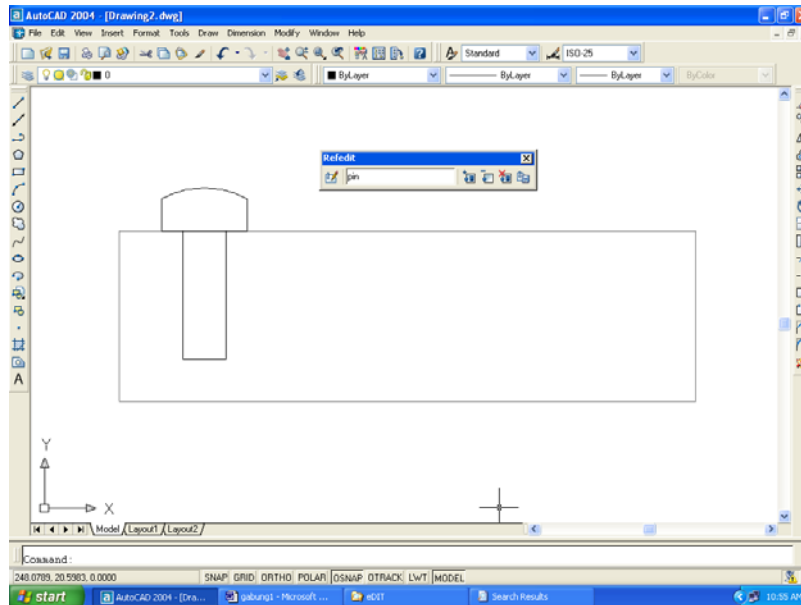 AutoCAD 2004 - [Drawing2.dwg]
File Edit View Insert Format Tools Draw Dimension Modify Window Help
Standard ISO-25
0 ByLayer ByLayer ByLayer ByColor
Refedit
pin
Y
X
Model Layout1 Layout2
Command:
248.0789, 20.5983, 0.0000 SNAP GRID ORTHO POLAR OSNAP OTRACK LWT MODEL
start AutoCAD 2004 - [Dra... gabung1 - Microsoft ... eDIT Search Results 10:55 AM